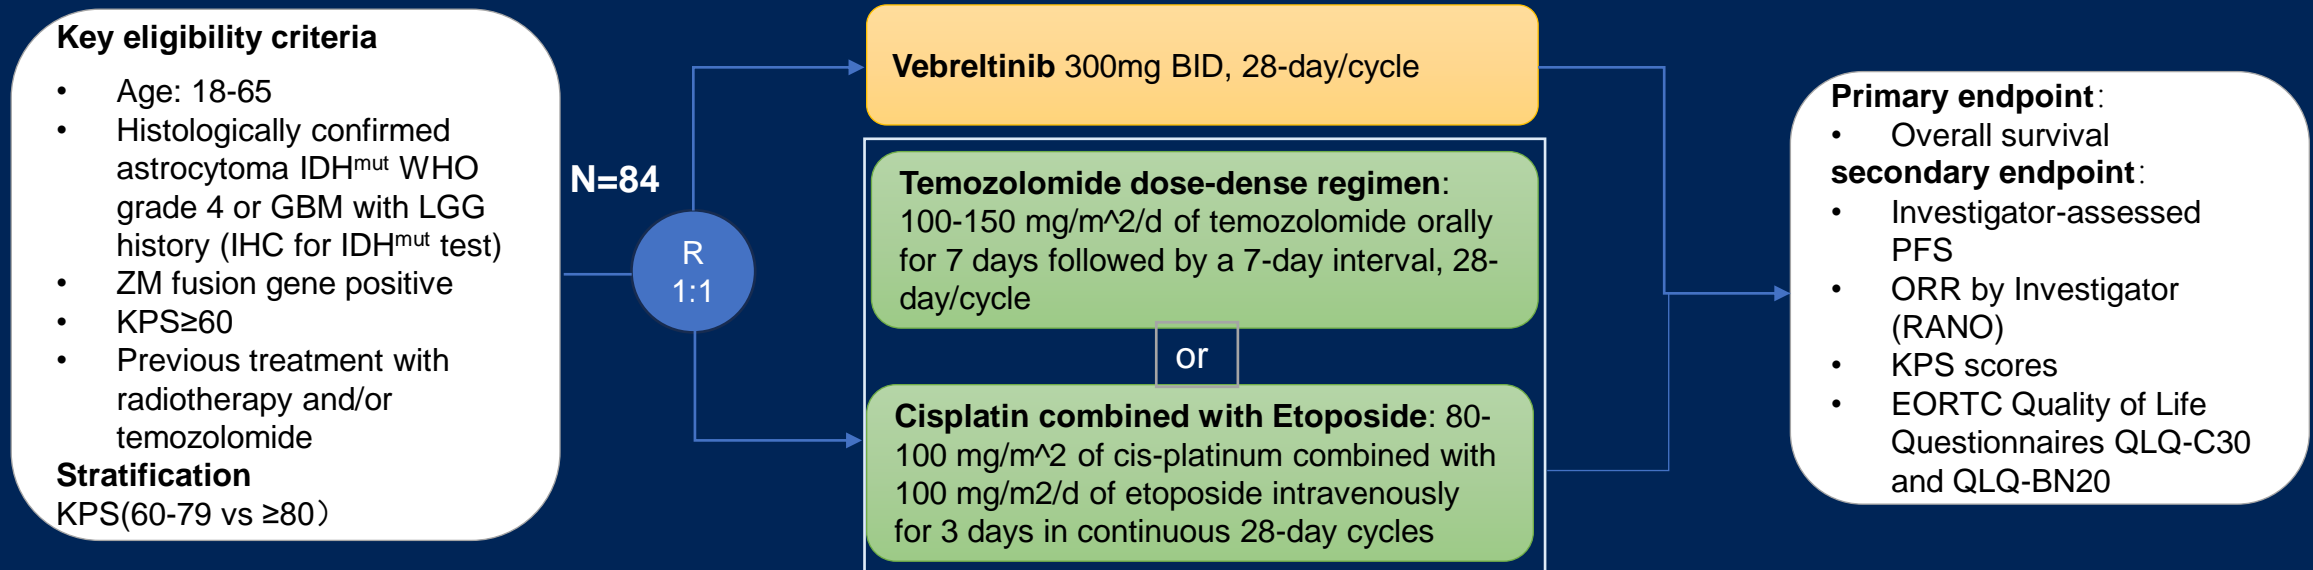 Key eligibility criteria
• Age: 18-65
• Histologically confirmed
astrocytoma IDHmut WHO
grade 4 or GBM with LGG
history (IHC for IDHmut test)
• ZM fusion gene positive
• KPS≥60
• Previous treatment with
radiotherapy and/or
temozolomide
Stratification
KPS(60-79 vs ≥80）
N=84
R
1:1
Vebreltinib 300mg BID, 28-day/cycle
Temozolomide dose-dense regimen:
100-150 mg/m^2/d of temozolomide orally
for 7 days followed by a 7-day interval, 28-
day/cycle
or
Cisplatin combined with Etoposide: 80-
100 mg/m^2 of cis-platinum combined with
100 mg/m2/d of etoposide intravenously
for 3 days in continuous 28-day cycles
Primary endpoint：
• Overall survival
secondary endpoint：
• Investigator-assessed
PFS
• ORR by Investigator
(RANO)
• KPS scores
• EORTC Quality of Life
Questionnaires QLQ-C30
and QLQ-BN20